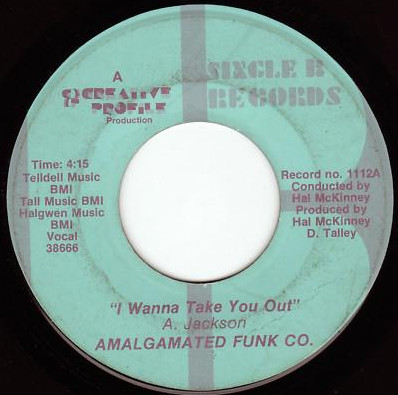 A
CREATIVE
PROFILE
Production
SIXCLE
RECORDS
Time: 4:15
Telldell Music
BMI
Tall Music BMI
Halgwen Music
BMI
Vocal
38666
Record no. 1112A
Conducted by
Hal McKinney
Produced by
Hal McKinney
D. Talley
"I Wanna Take You Out"
A. Jackson
AMALGAMATED FUNK CO.